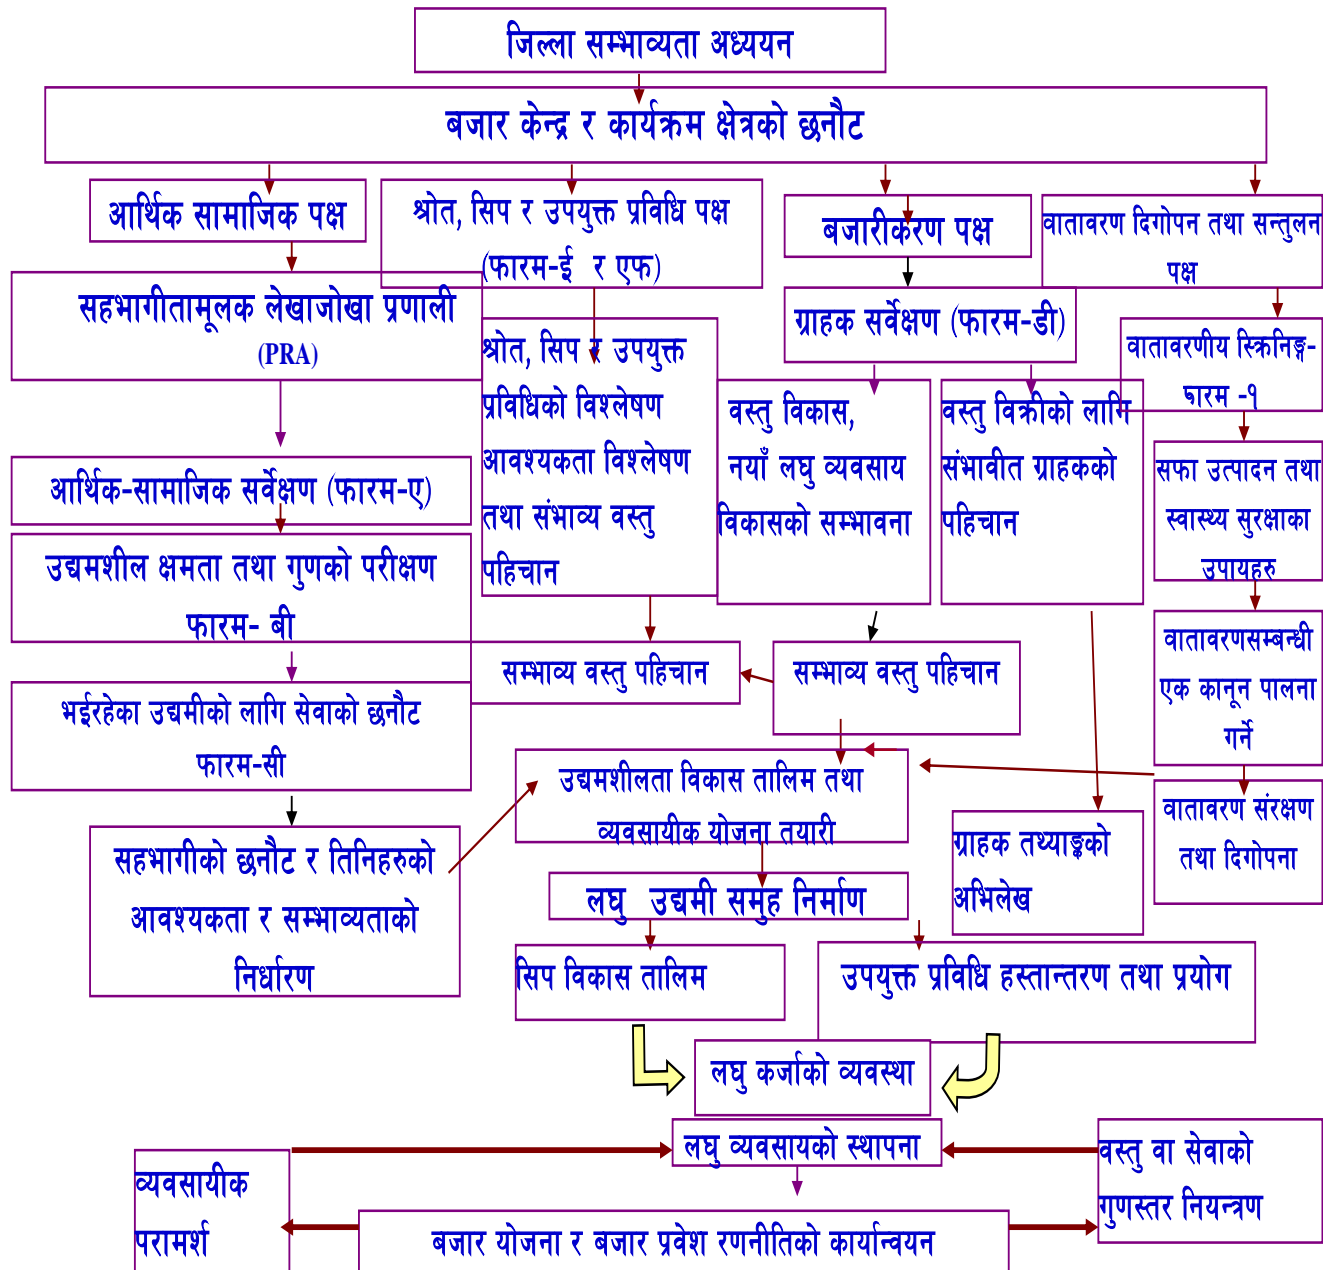 जिल्ला सम्भाव्यता अध्ययन
बजार केन्द्र र कार्यक्रम क्षेत्रको छनौट
आर्थिक सामाजिक पक्ष
श्रोत, सिप र उपयुक्त प्रविधि पक्ष
(फारम-ई र एफ)
बजारीकरण पक्ष
वातावरण दिगोपन तथा सन्तुलन
पक्ष
सहभागीतामूलक लेखाजोखा प्रणाली
(PRA)
श्रोत, सिप र उपयुक्त
प्रविधिको विश्लेषण
आवश्यकता विश्लेषण
तथा संभाव्य वस्तु
पहिचान
ग्राहक सर्वेक्षण (फारम-डी)
वातावरणीय स्क्रिनिङ्ग-
फारम -१
वस्तु विकास,
नयाँ लघु व्यवसाय
विकासको सम्भावना
वस्तु विक्रीको लागि
संभावीत ग्राहकको
पहिचान
सफा उत्पादन तथा
स्वास्थ्य सुरक्षाका
उपायहरु
आर्थिक-सामाजिक सर्वेक्षण (फारम-ए)
उद्यमशील क्षमता तथा गुणको परीक्षण
फारम- बी
सम्भाव्य वस्तु पहिचान
सम्भाव्य वस्तु पहिचान
वातावरणसम्बन्धी
एक कानून पालना
गर्ने
भईरहेका उद्यमीको लागि सेवाको छनौट
फारम-सी
उद्यमशीलता विकास तालिम तथा
व्यवसायीक योजना तयारी
वातावरण संरक्षण
तथा दिगोपना
सहभागीको छनौट र तिनिहरुको
आवश्यकता र सम्भाव्यताको
निर्धारण
ग्राहक तथ्याङ्कको
अभिलेख
लघु उद्यमी समुह निर्माण
सिप विकास तालिम
उपयुक्त प्रविधि हस्तान्तरण तथा प्रयोग
लघु कर्जाको व्यवस्था
लघु व्यवसायको स्थापना
व्यवसायीक
परामर्श
वस्तु वा सेवाको
गुणस्तर नियन्त्रण
बजार योजना र बजार प्रवेश रणनीतिको कार्यान्वयन